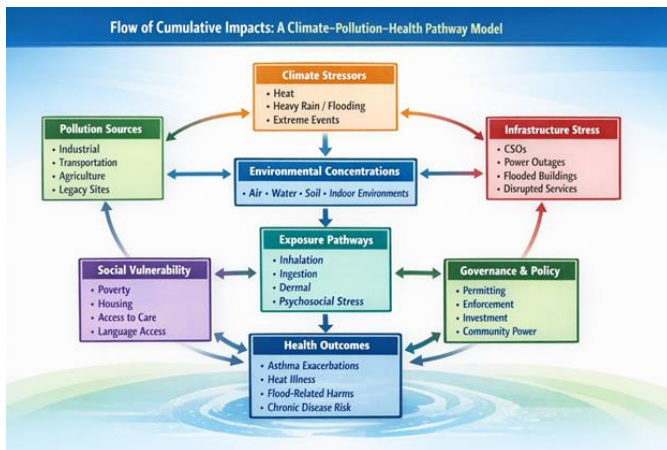 Flow of Cumulative Impacts: A Climate–Pollution–Health Pathway Model
Climate Stressors
• Heat
• Heavy Rain / Flooding
• Extreme Events
Pollution Sources
• Industrial
• Transportation
• Agriculture
• Legacy Sites
Infrastructure Stress
• CSOs
• Power Outages
• Flooded Buildings
• Disrupted Services
Environmental Concentrations
• Air • Water • Soil • Indoor Environments
Exposure Pathways
• Inhalation
• Ingestion
• Dermal
• Psychosocial Stress
Social Vulnerability
• Poverty
• Housing
• Access to Care
• Language Access
Governance & Policy
• Permitting
• Enforcement
• Investment
• Community Power
Health Outcomes
• Asthma Exacerbations
• Heat Illness
• Flood-Related Harms
• Chronic Disease Risk